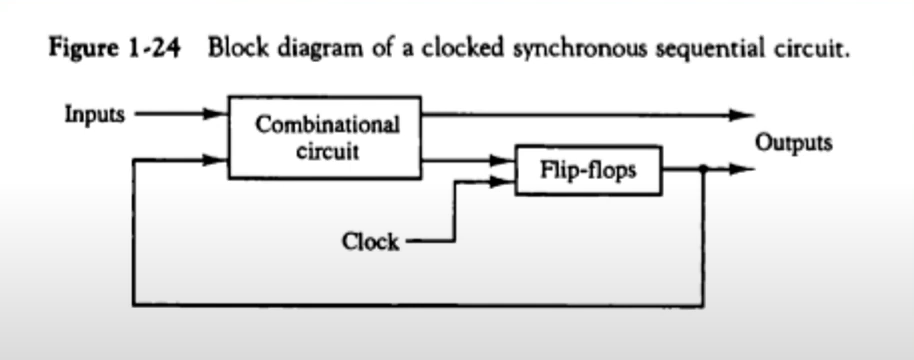 Figure 1-24 Block diagram of a clocked synchronous sequential circuit.
Inputs
Combinational
circuit
Outputs
Flip-flops
Clock